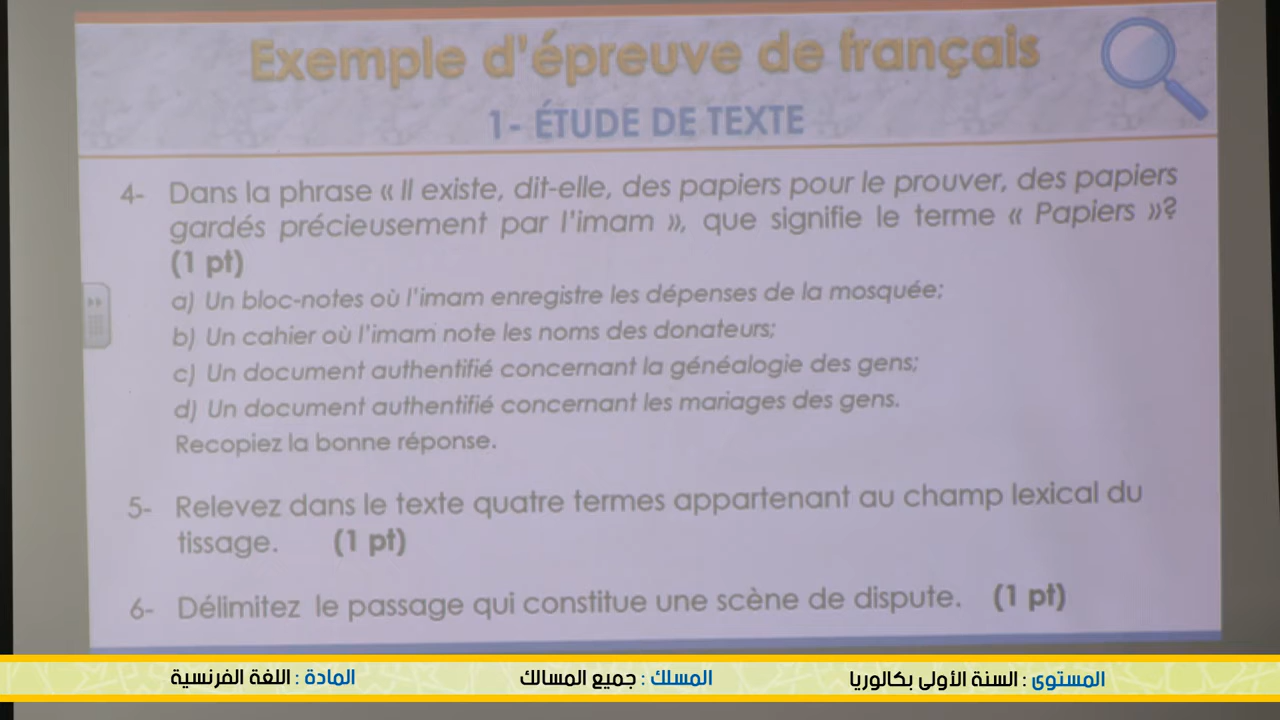 Exemple d'épreuve de français
1- ÉTUDE DE TEXTE
4- Dans la phrase « Il existe, dit-elle, des papiers pour le prouver, des papiers
gardés précieusement par l'imam », que signifie le terme « Papiers »?
(1 pt)
a) Un bloc-notes où l'imam enregistre les dépenses de la mosquée;
b) Un cahier où l'imam note les noms des donateurs;
c) Un document authentifié concernant la généalogie des gens;
d) Un document authentifié concernant les mariages des gens.
Recopiez la bonne réponse.
5- Relevez dans le texte quatre termes appartenant au champ lexical du
tissage. (1 pt)
6- Délimitez le passage qui constitue une scène de dispute. (1 pt)
المستوى : السنة الأولى بكالوريا المسلك : جميع المسالك المادة : اللغة الفرنسية